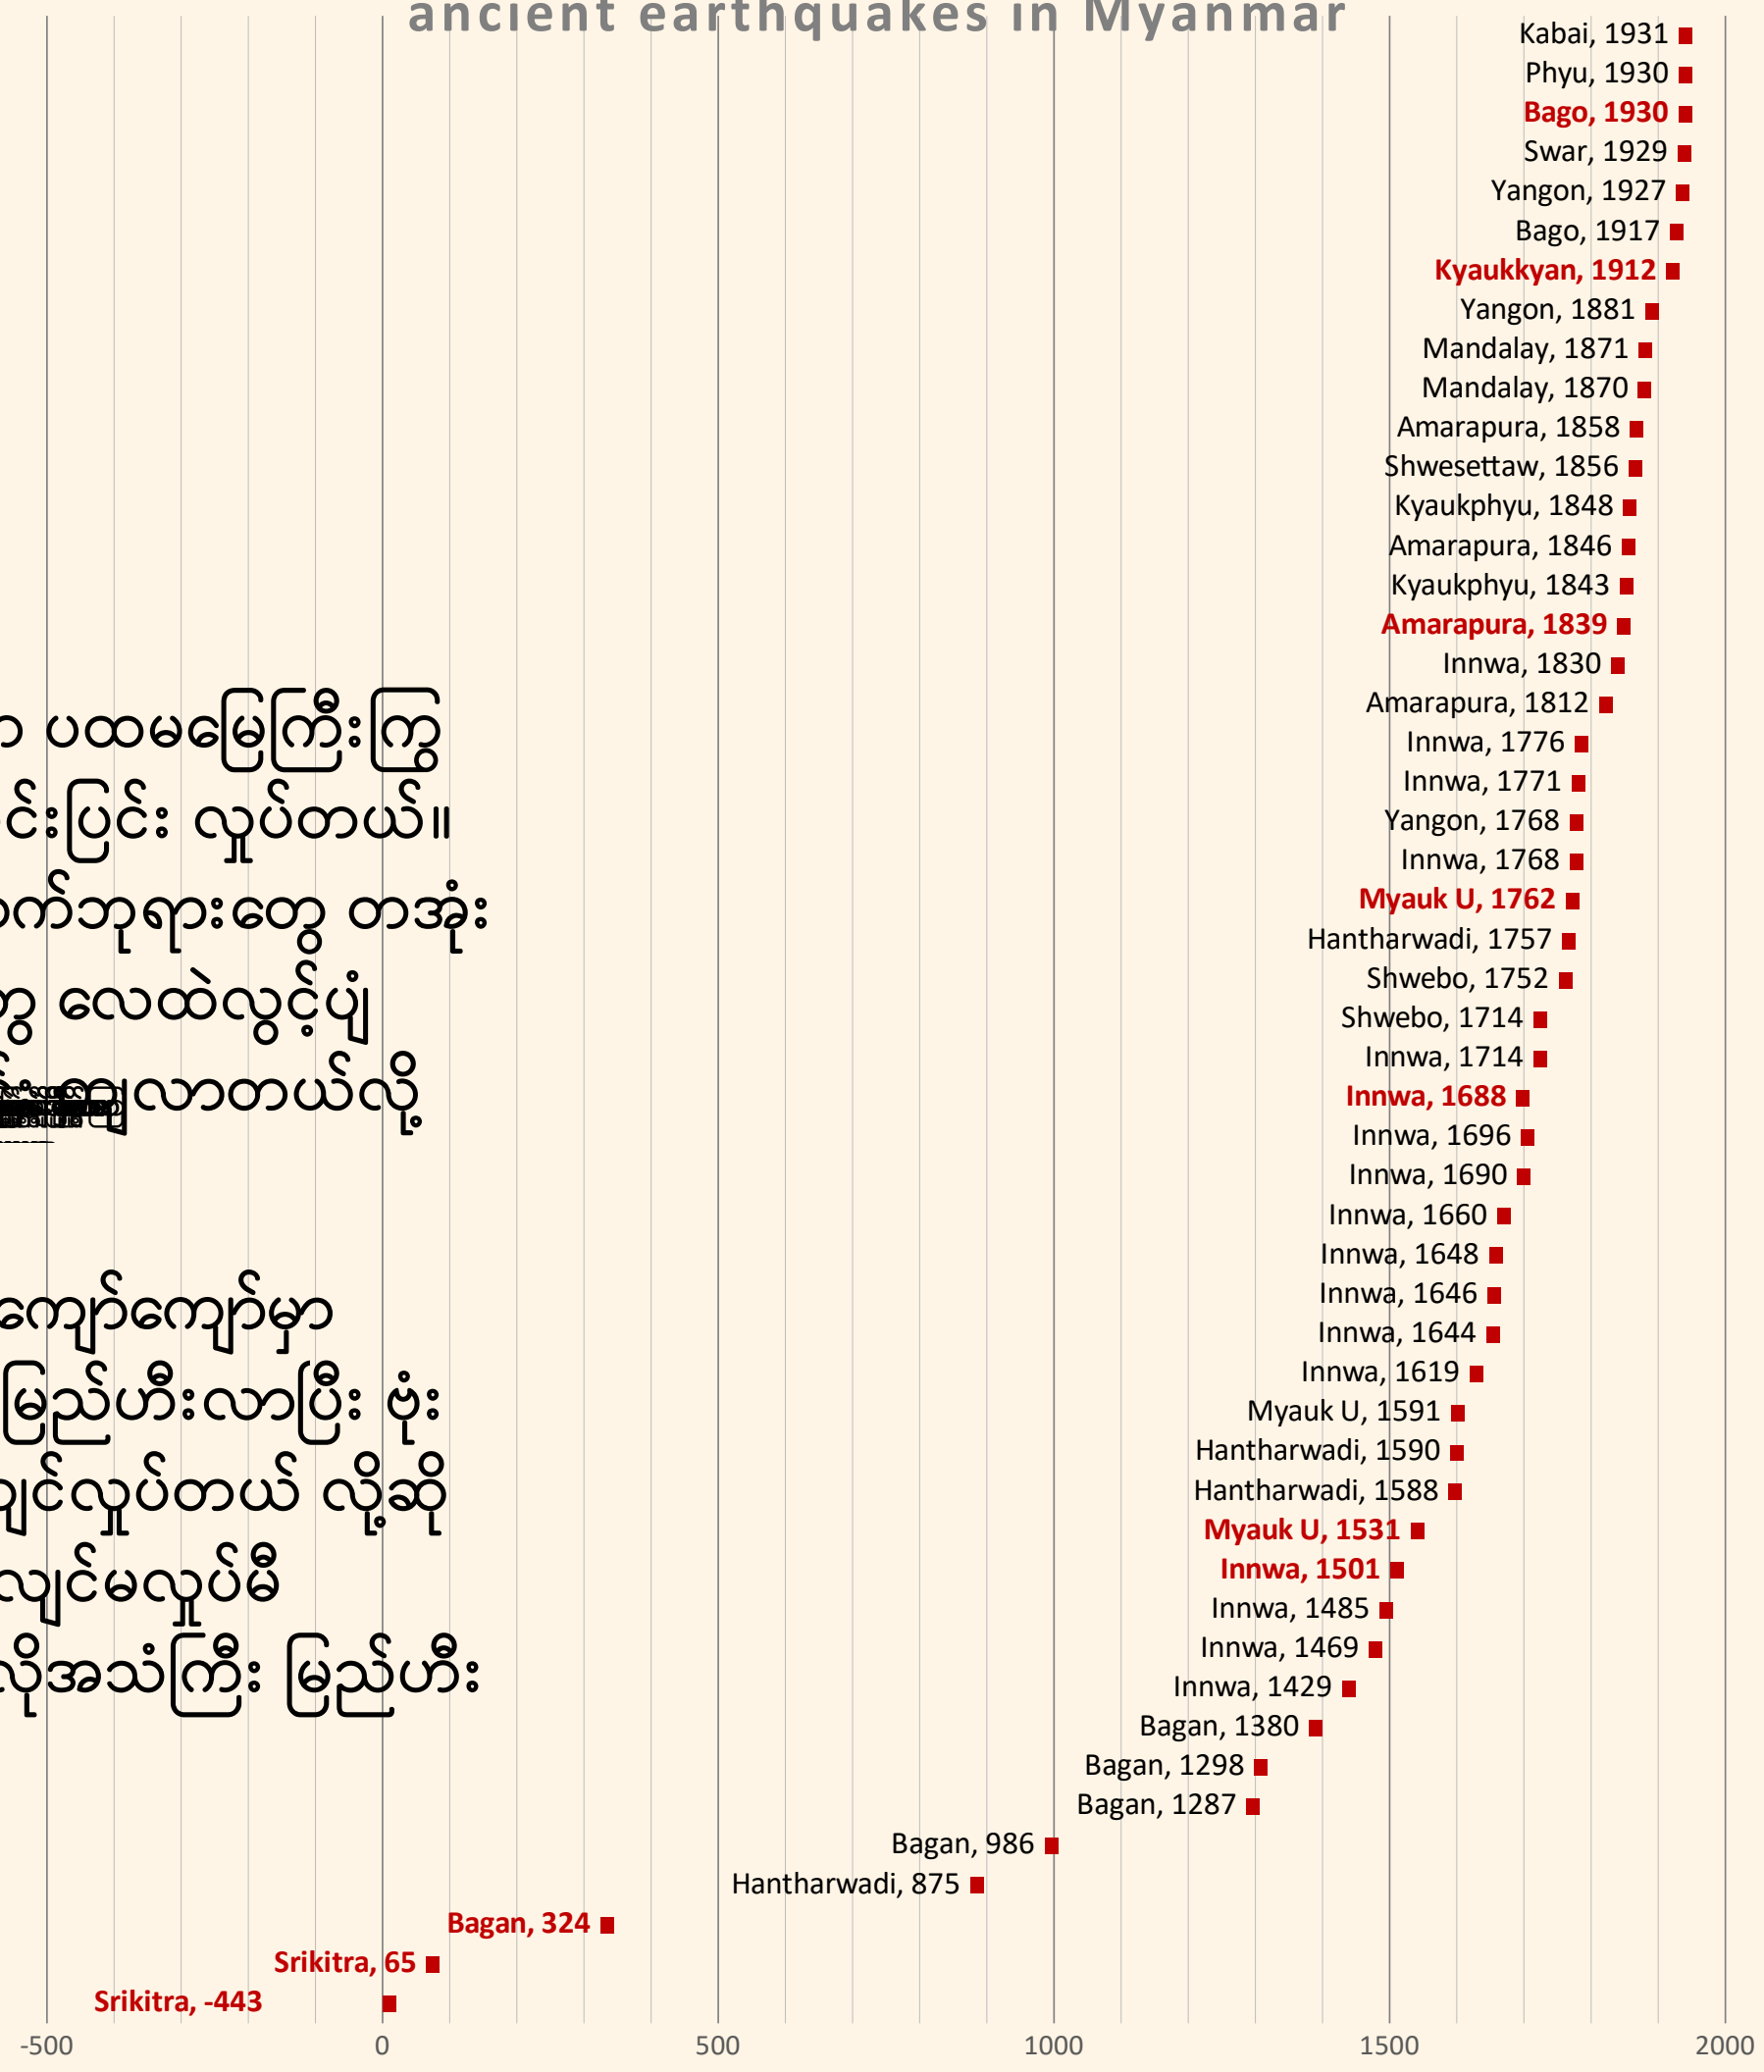 ancient earthquakes in Myanmar
Kabai, 1931
Phyu, 1930
Bago, 1930
Swar, 1929
Yangon, 1927
Bago, 1917
Kyaukkyan, 1912
Yangon, 1881
Mandalay, 1871
Mandalay, 1870
Amarapura, 1858
Shwesettaw, 1856
Kyaukphyu, 1848
Amarapura, 1846
Kyaukphyu, 1843
Amarapura, 1839
Innwa, 1830
Amarapura, 1812
Innwa, 1776
Innwa, 1771
Yangon, 1768
Innwa, 1768
Myauk U, 1762
Hantharwadi, 1757
Shwebo, 1752
Shwebo, 1714
Innwa, 1714
Innwa, 1688
Innwa, 1696
Innwa, 1690
Innwa, 1660
Innwa, 1648
Innwa, 1646
Innwa, 1644
Innwa, 1619
Myauk U, 1591
Hantharwadi, 1590
Hantharwadi, 1588
Myauk U, 1531
Innwa, 1501
Innwa, 1485
Innwa, 1469
Innwa, 1429
Bagan, 1380
Bagan, 1298
Bagan, 1287
Bagan, 986
Hantharwadi, 875
Bagan, 324
Srikitra, 65
Srikitra, -443
ပထမမြေကြီးကြွ
င်းပြင်း လှုပ်တယ်။
က်ဘုရားတွေ တအုံး
လေထဲလွင့်ပျံ
ကျလာတယ်လို့
ကျော်ကျော်မှာ
မြည်ဟီးလာပြီး ဗုံး
ျင်လှုပ်တယ် လို့ဆို
လျင်မလှုပ်မီ
လိုအသံကြီး မြည်ဟီး
-500 0 500 1000 1500 2000